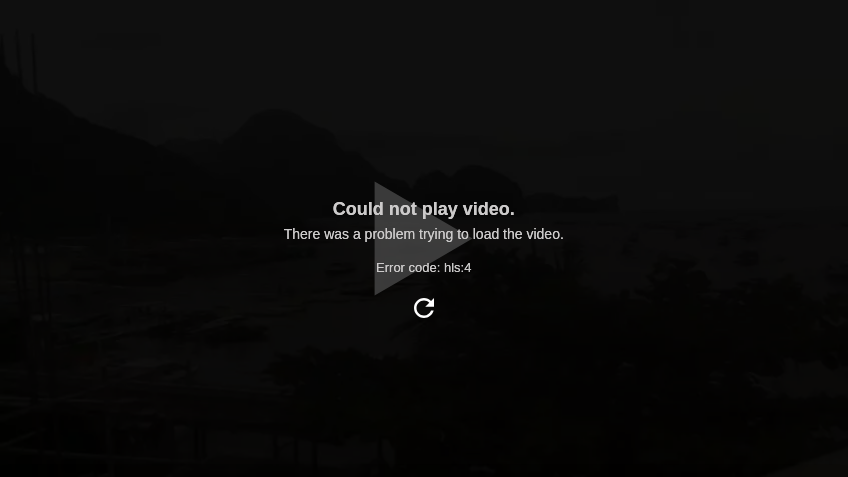 Could not play video.
There was a problem trying to load the video.
Error code: hls:4